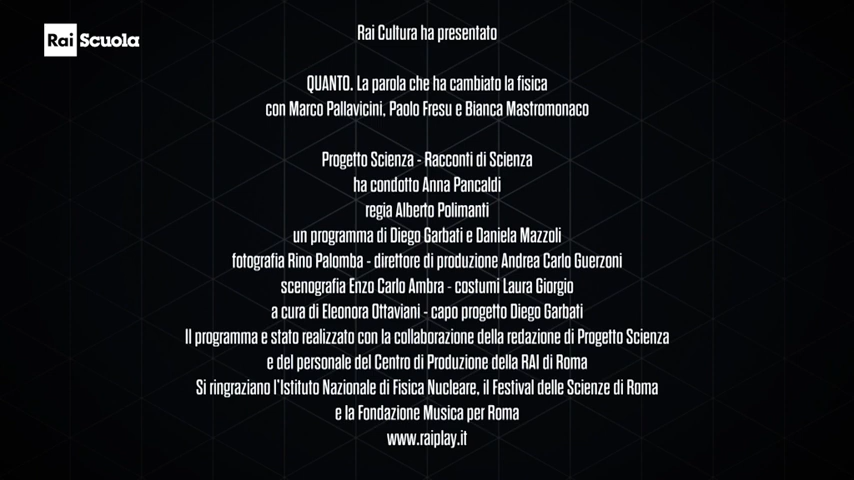 Rai Scuola
Rai Cultura ha presentato
QUANTO. La parola che ha cambiato la fisica
con Marco Pallavicini, Paolo Fresu e Bianca Mastromonaco
Progetto Scienza - Racconti di Scienza
ha condotto Anna Pancaldi
regia Alberto Polimanti
un programma di Diego Garbati e Daniela Mazzoli
fotografia Rino Palomba - direttore di produzione Andrea Carlo Guerzoni
scenografia Enzo Carlo Ambra - costumi Laura Giorgio
a cura di Eleonora Ottaviani - capo progetto Diego Garbati
Il programma e stato realizzato con la collaborazione della redazione di Progetto Scienza
e del personale del Centro di Produzione della RAI di Roma
Si ringraziano l'Istituto Nazionale di Fisica Nucleare, il Festival delle Scienze di Roma
e la Fondazione Musica per Roma
www.raiplay.it